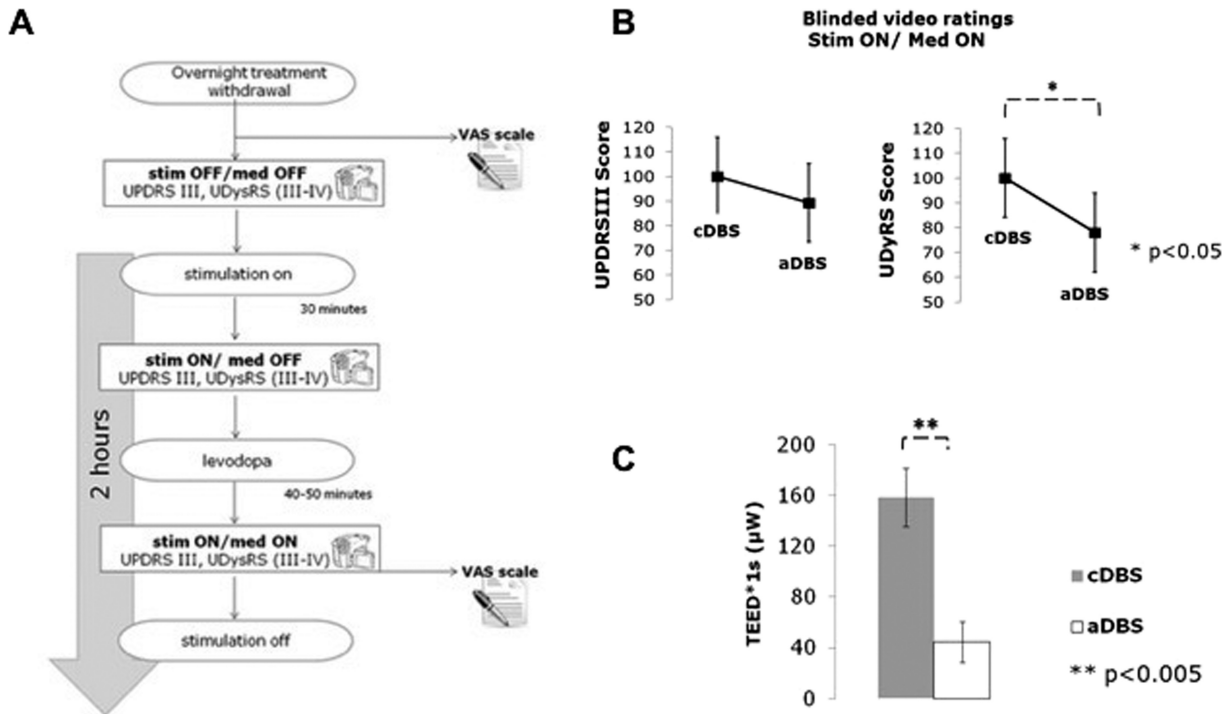 A
Overnight treatment
withdrawal
VAS scale
stim OFF/med OFF
UPDRS III, UDysRS (III-IV)
stimulation on
30 minutes
stim ON/ med OFF
UPDRS III, UDysRS (III-IV)
2 hours
levodopa
40-50 minutes
stim ON/med ON
UPDRS III, UDysRS (III-IV)
VAS scale
stimulation off
B
Blinded video ratings
Stim ON/ Med ON
UPDRSIII Score
120
110
100
90
80
70
60
50
cDBS
aDBS
*
UDyRS Score
120
110
100
90
80
70
60
50
cDBS
aDBS
* p<0.05
C
TEED*1s (µW)
200
160
120
80
40
0
**
cDBS
aDBS
** p<0.005